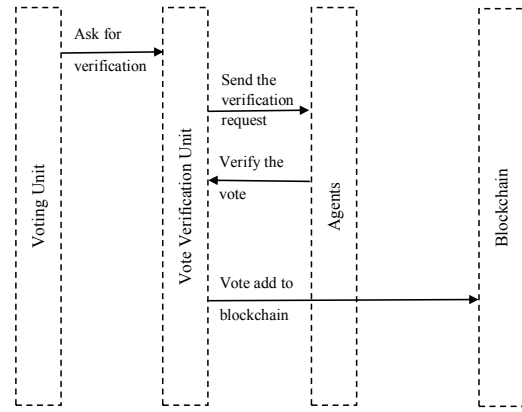 Ask for
verification
Send the
verification
request
Verify the
vote
Vote add to
blockchain
Voting Unit
Vote Verification Unit
Agents
Blockchain